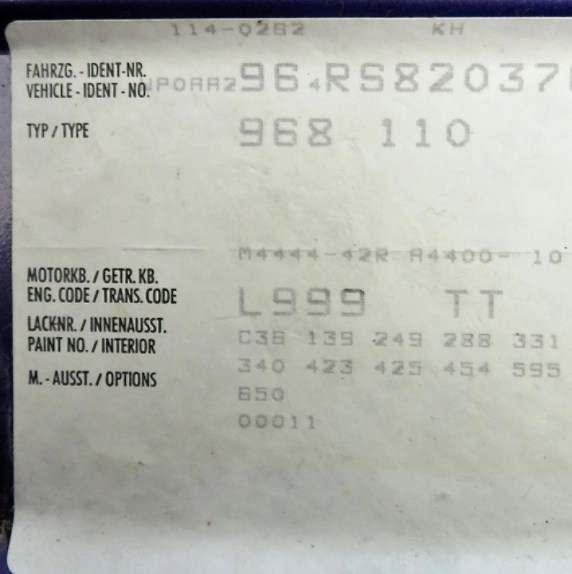 114-0262 KH
FAHRZG. - IDENT-NR.
VEHICLE - IDENT - NO.
WP0AA2964RS82037
TYP / TYPE 968 110
M4444-42R A4400- 10
MOTORKB. / GETR. KB.
ENG. CODE / TRANS. CODE
L999 TT
LACKNR. / INNENAUSST.
PAINT NO. / INTERIOR
C36 139 249 288 331
340 423 425 454 595
M. - AUSST. / OPTIONS
650
00011